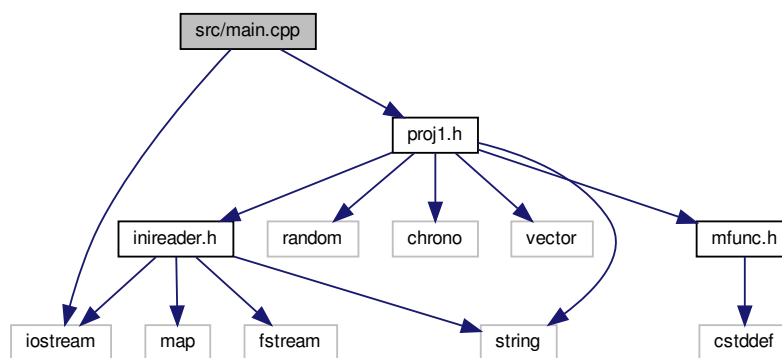 src/main.cpp
proj1.h
inireader.h
random
chrono
vector
mfunc.h
iostream
map
fstream
string
cstddef